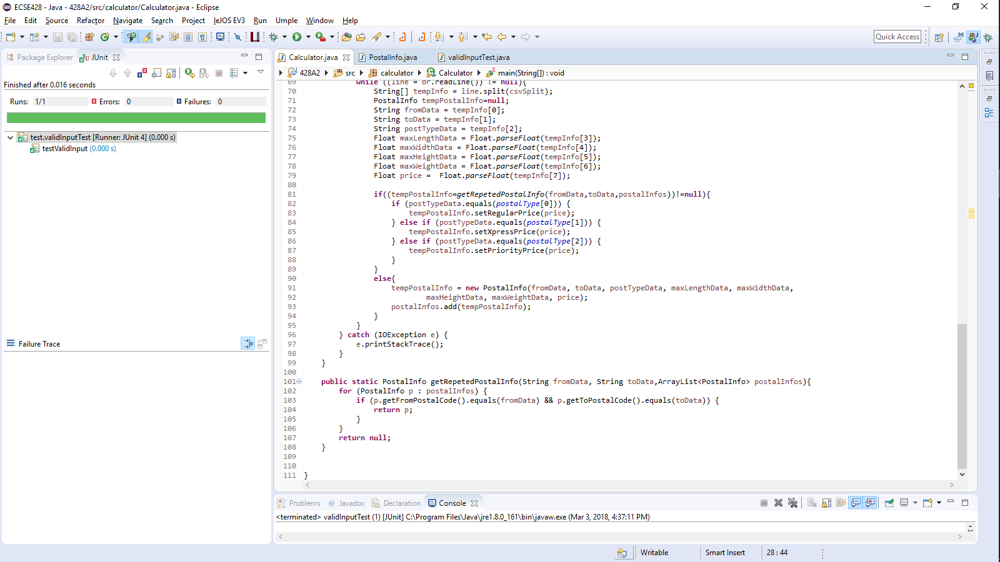 ECSE428 - Java - 428A2/src/calculator/Calculator.java - Eclipse
File Edit Source Refactor Navigate Search Project leJOS EV3 Run Umple Window Help
Quick Access
Package Explorer JUnit
Finished after 0.016 seconds
Runs: 1/1 Errors: 0 Failures: 0
test.validInputTest [Runner: JUnit 4] (0.000 s)
testValidInput (0.000 s)
Failure Trace
Calculator.java PostalInfo.java validInputTest.java
428A2 src calculator Calculator main(String[]) : void
69 while ((line = br.readLine()) != null){
70 String[] tempInfo = line.split(csvSplit);
71 PostalInfo tempPostalInfo=null;
72 String fromData = tempInfo[0];
73 String toData = tempInfo[1];
74 String postTypeData = tempInfo[2];
75 Float maxLengthData = Float.parseFloat(tempInfo[3]);
76 Float maxWidthData = Float.parseFloat(tempInfo[4]);
77 Float maxHeightData = Float.parseFloat(tempInfo[5]);
78 Float maxWeightData = Float.parseFloat(tempInfo[6]);
79 Float price =  Float.parseFloat(tempInfo[7]);
80
81 if((tempPostalInfo=getRepetedPostalInfo(fromData,toData,postalInfos))!=null){
82 if (postTypeData.equals(postalType[0])) {
83 tempPostalInfo.setRegularPrice(price);
84 } else if (postTypeData.equals(postalType[1])) {
85 tempPostalInfo.setXpressPrice(price);
86 } else if (postTypeData.equals(postalType[2])) {
87 tempPostalInfo.setPriorityPrice(price);
88 }
89 }
90 else{
91 tempPostalInfo = new PostalInfo(fromData, toData, postTypeData, maxLengthData, maxWidthData,
92 maxHeightData, maxWeightData, price);
93 postalInfos.add(tempPostalInfo);
94 }
95 }
96 } catch (IOException e) {
97 e.printStackTrace();
98 }
99 }
100
101 public static PostalInfo getRepetedPostalInfo(String fromData, String toData,ArrayList<PostalInfo> postalInfos){
102 for (PostalInfo p : postalInfos) {
103 if (p.getFromPostalCode().equals(fromData) && p.getToPostalCode().equals(toData)) {
104 return p;
105 }
106 }
107 return null;
108 }
109
110
111 }
Problems @ Javadoc Declaration Console
<terminated> validInputTest (1) [JUnit] C:\Program Files\Java\jre1.8.0_161\bin\javaw.exe (Mar 3, 2018, 4:37:11 PM)
Writable Smart Insert 28 : 44